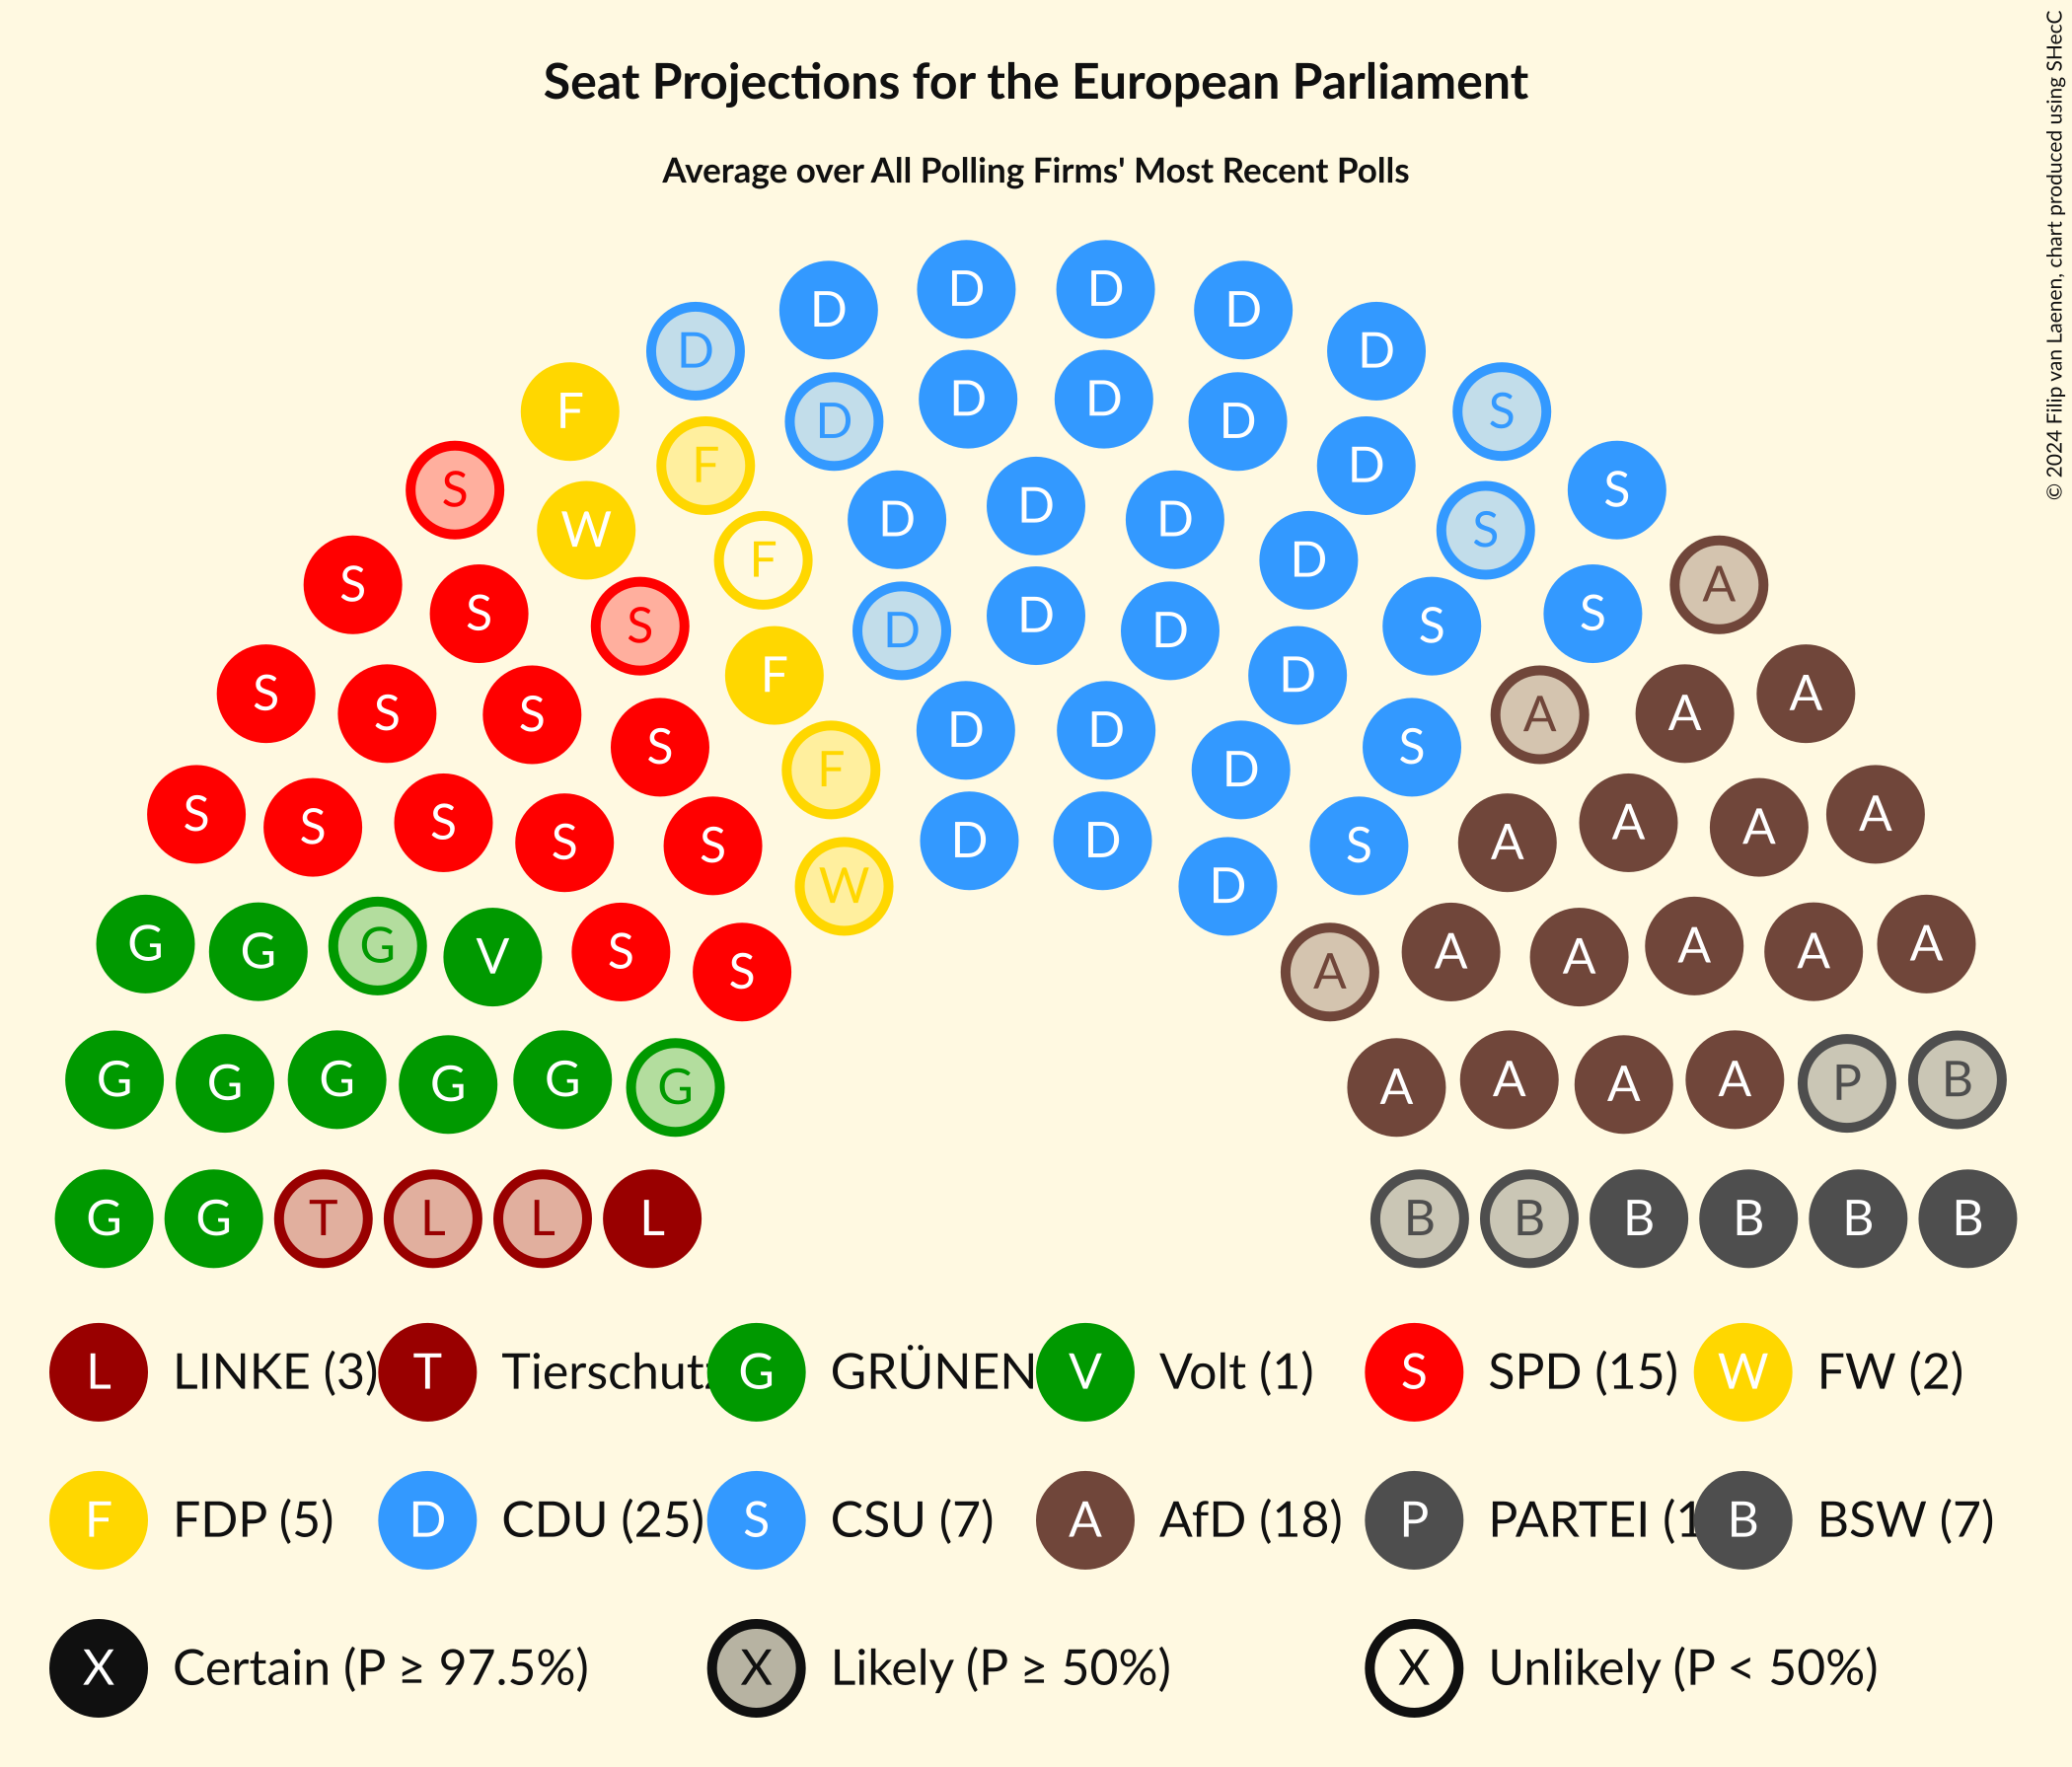 Seat Projections for the European Parliament
Average over All Polling Firms' Most Recent Polls
© 2024 Filip van Laenen, chart produced using SHecC
D D
D D
D D
D D
F S
D D
F D
S S
D
D D
W S
F D
S A
S D S
S D D S
F D
S A
S S A A
D D
S S
F D
S A
S S A A
S S D D S A
W D
G G G V S A A A A A
S A
G G G G G G A A A A P B
G G T L L L B B B B B B
L LINKE (3) T Tierschutz G GRÜNEN V Volt (1) S SPD (15) W FW (2)
F FDP (5) D CDU (25) S CSU (7) A AfD (18) P PARTEI (1 B BSW (7)
X Certain (P ≥ 97.5%) X Likely (P ≥ 50%) X Unlikely (P < 50%)